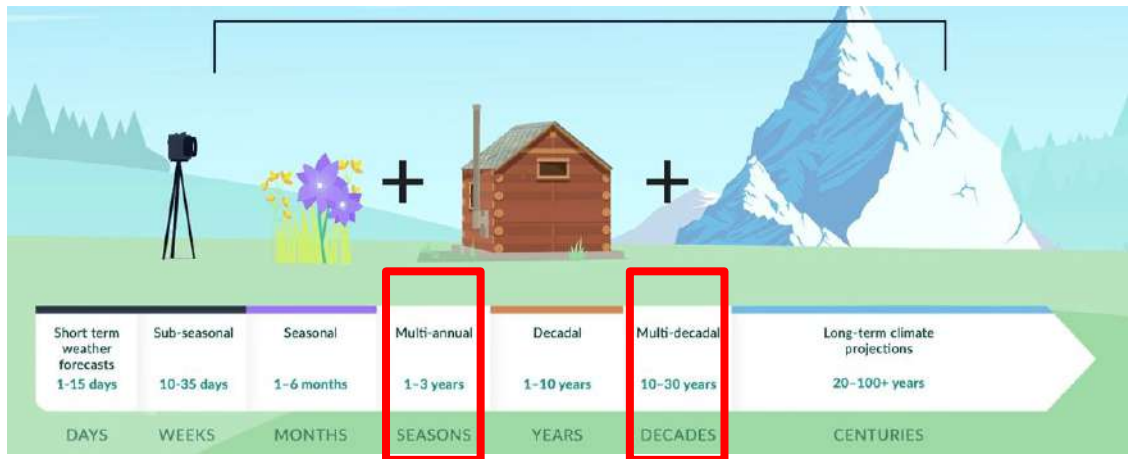 +
+
Short term
weather
forecasts
1-15 days
Sub-seasonal
10-35 days
Seasonal
1-6 months
Multi-annual
1-3 years
Decadal
1-10 years
Multi-decadal
10-30 years
Long-term climate
projections
20-100+ years
DAYS
WEEKS
MONTHS
SEASONS
YEARS
DECADES
CENTURIES